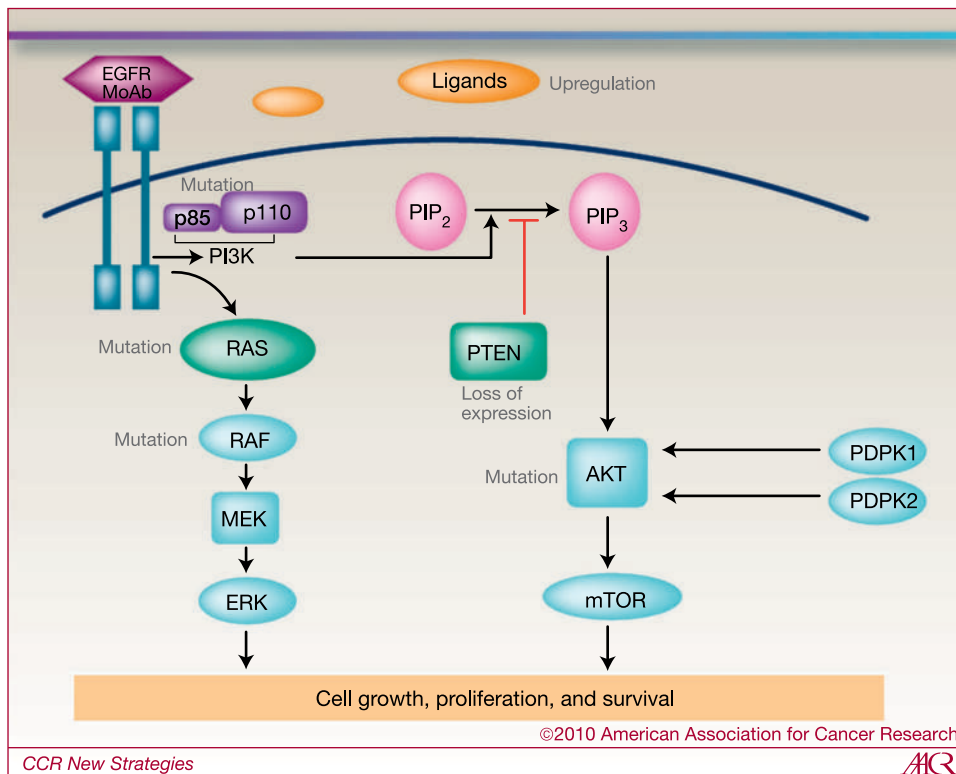 EGFR
MoAb
Ligands
Upregulation
Mutation
p85
p110
PI3K
PIP2
PIP3
Mutation
RAS
PTEN
Loss of
expression
Mutation
RAF
Mutation
AKT
PDPK1
PDPK2
MEK
ERK
mTOR
Cell growth, proliferation, and survival
©2010 American Association for Cancer Research
CCR New Strategies
AACR